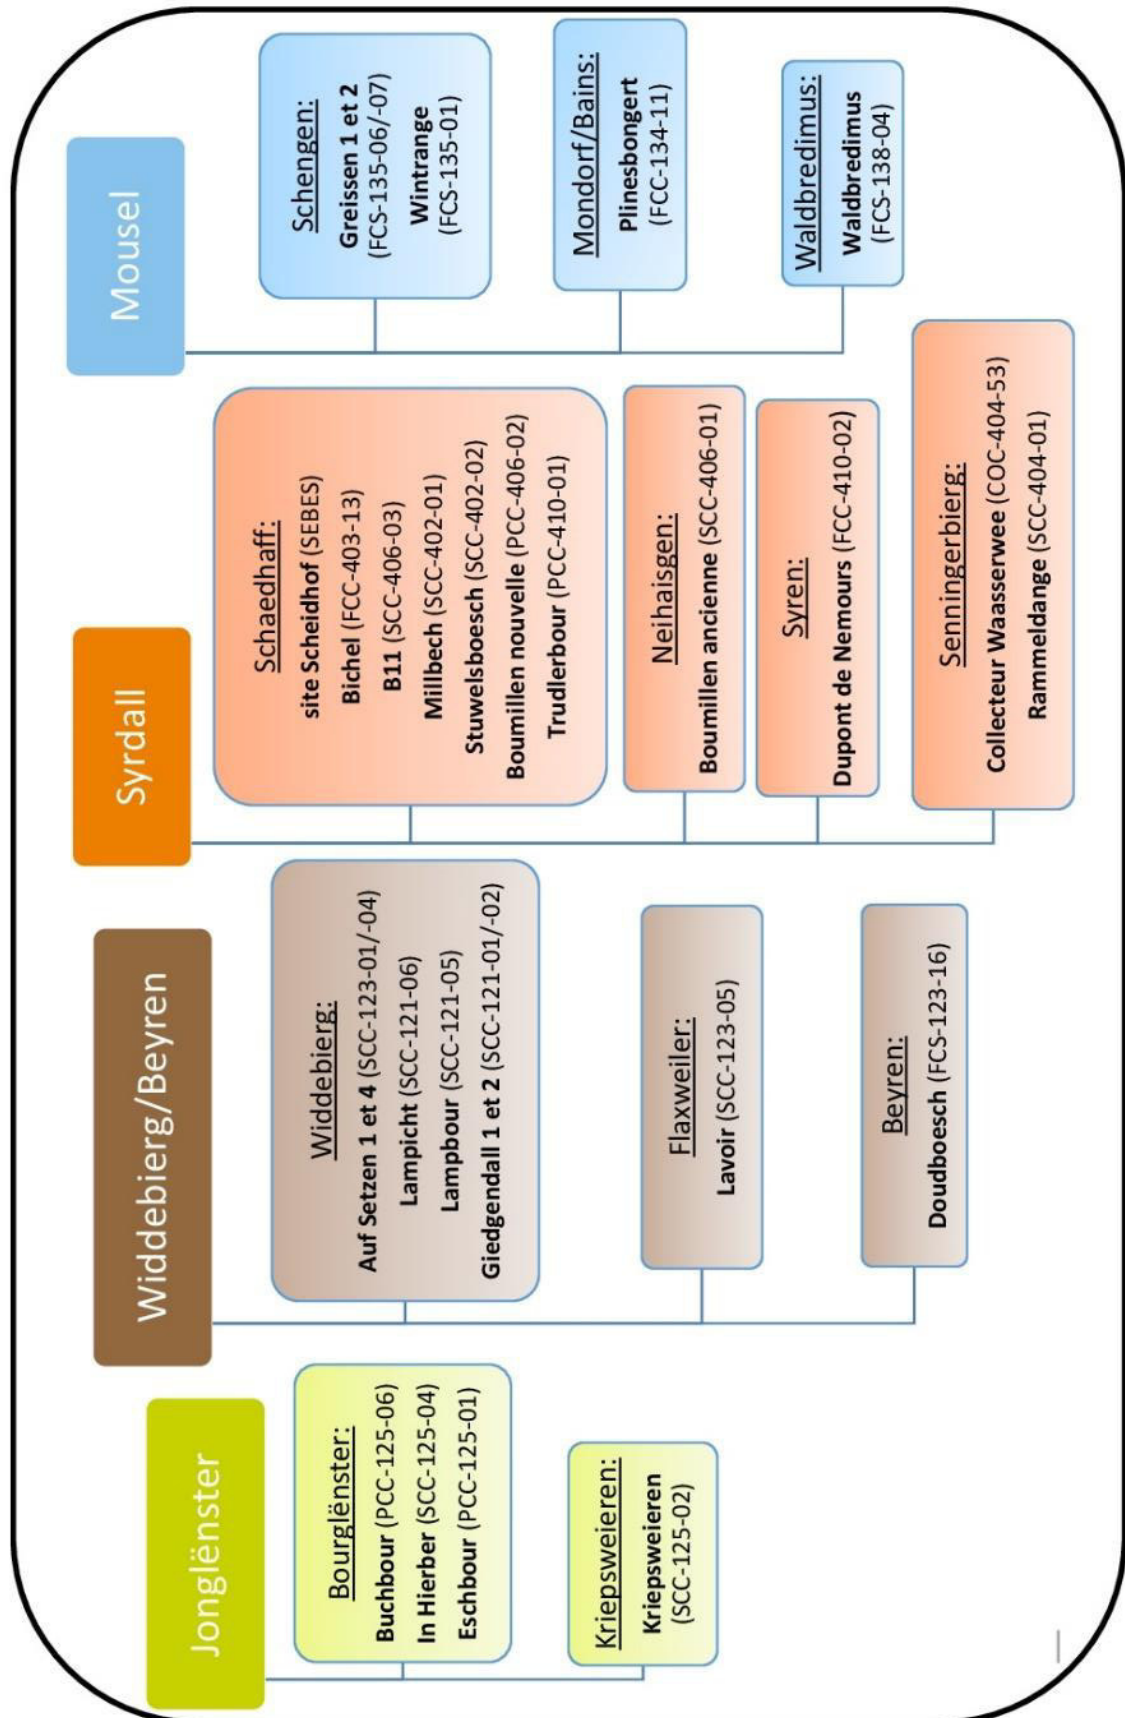 Jonglënster
Bourglënster:
Buchbour (PCC-125-06)
In Hierber (SCC-125-04)
Eschbour (PCC-125-01)
Kriepsweieren:
Kriepsweieren
(SCC-125-02)
Widdebierg/Beyren
Widdebierg:
Auf Setzen 1 et 4 (SCC-123-01/-04)
Lampicht (SCC-121-06)
Lampbour (SCC-121-05)
Giedgendall 1 et 2 (SCC-121-01/-02)
Flaxweiler:
Lavoir (SCC-123-05)
Beyren:
Doudboesch (FCS-123-16)
Syrdall
Schaedhaff:
site Scheidhof (SEBES)
Bichel (FCC-403-13)
B11 (SCC-406-03)
Millbech (SCC-402-01)
Stuwelsboesch (SCC-402-02)
Boumillen nouvelle (PCC-406-02)
Trudlerbour (PCC-410-01)
Neihaisgen:
Boumillen ancienne (SCC-406-01)
Syren:
Dupont de Nemours (FCC-410-02)
Senningerbierg:
Collecteur Waasserwee (COC-404-53)
Rammeldange (SCC-404-01)
Mousel
Schengen:
Greissen 1 et 2
(FCS-135-06/-07)
Wintrange
(FCS-135-01)
Mondorf/Bains:
Plinesbongert
(FCC-134-11)
Waldbredimus:
Waldbredimus
(FCS-138-04)